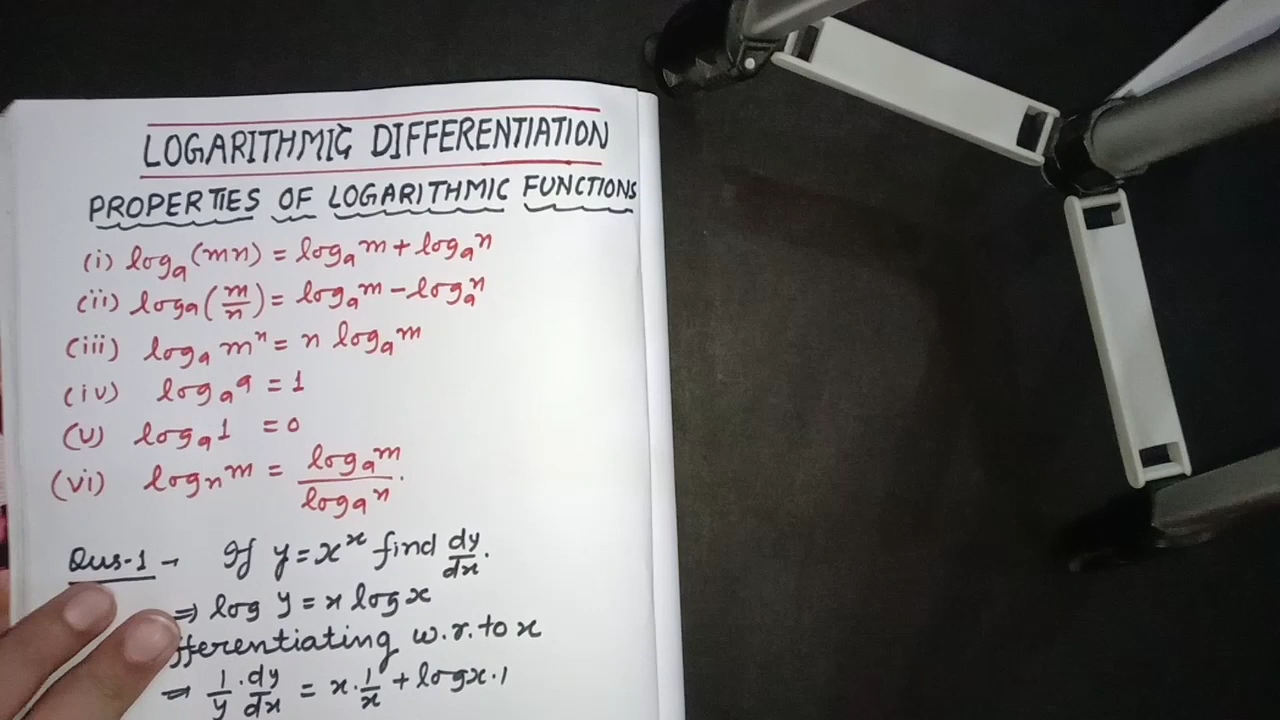 LOGARITHMIC DIFFERENTIATION
PROPERTIES OF LOGARITHMIC FUNCTIONS
(i) logₐ(mn) = logₐm + logₐn
(ii) logₐ(m/n) = logₐm - logₐn
(iii) logₐ mⁿ = n logₐm
(iv) logₐa = 1
(v) logₐ1 = 0
(vi) logₙm = logₐm / logₐn.
Qus-1 → If y = xˣ find dy/dx.
⇒ log y = x log x
fferentiating w.r.to x
⇒ 1/y · dy/dx = x · 1/x + logx · 1